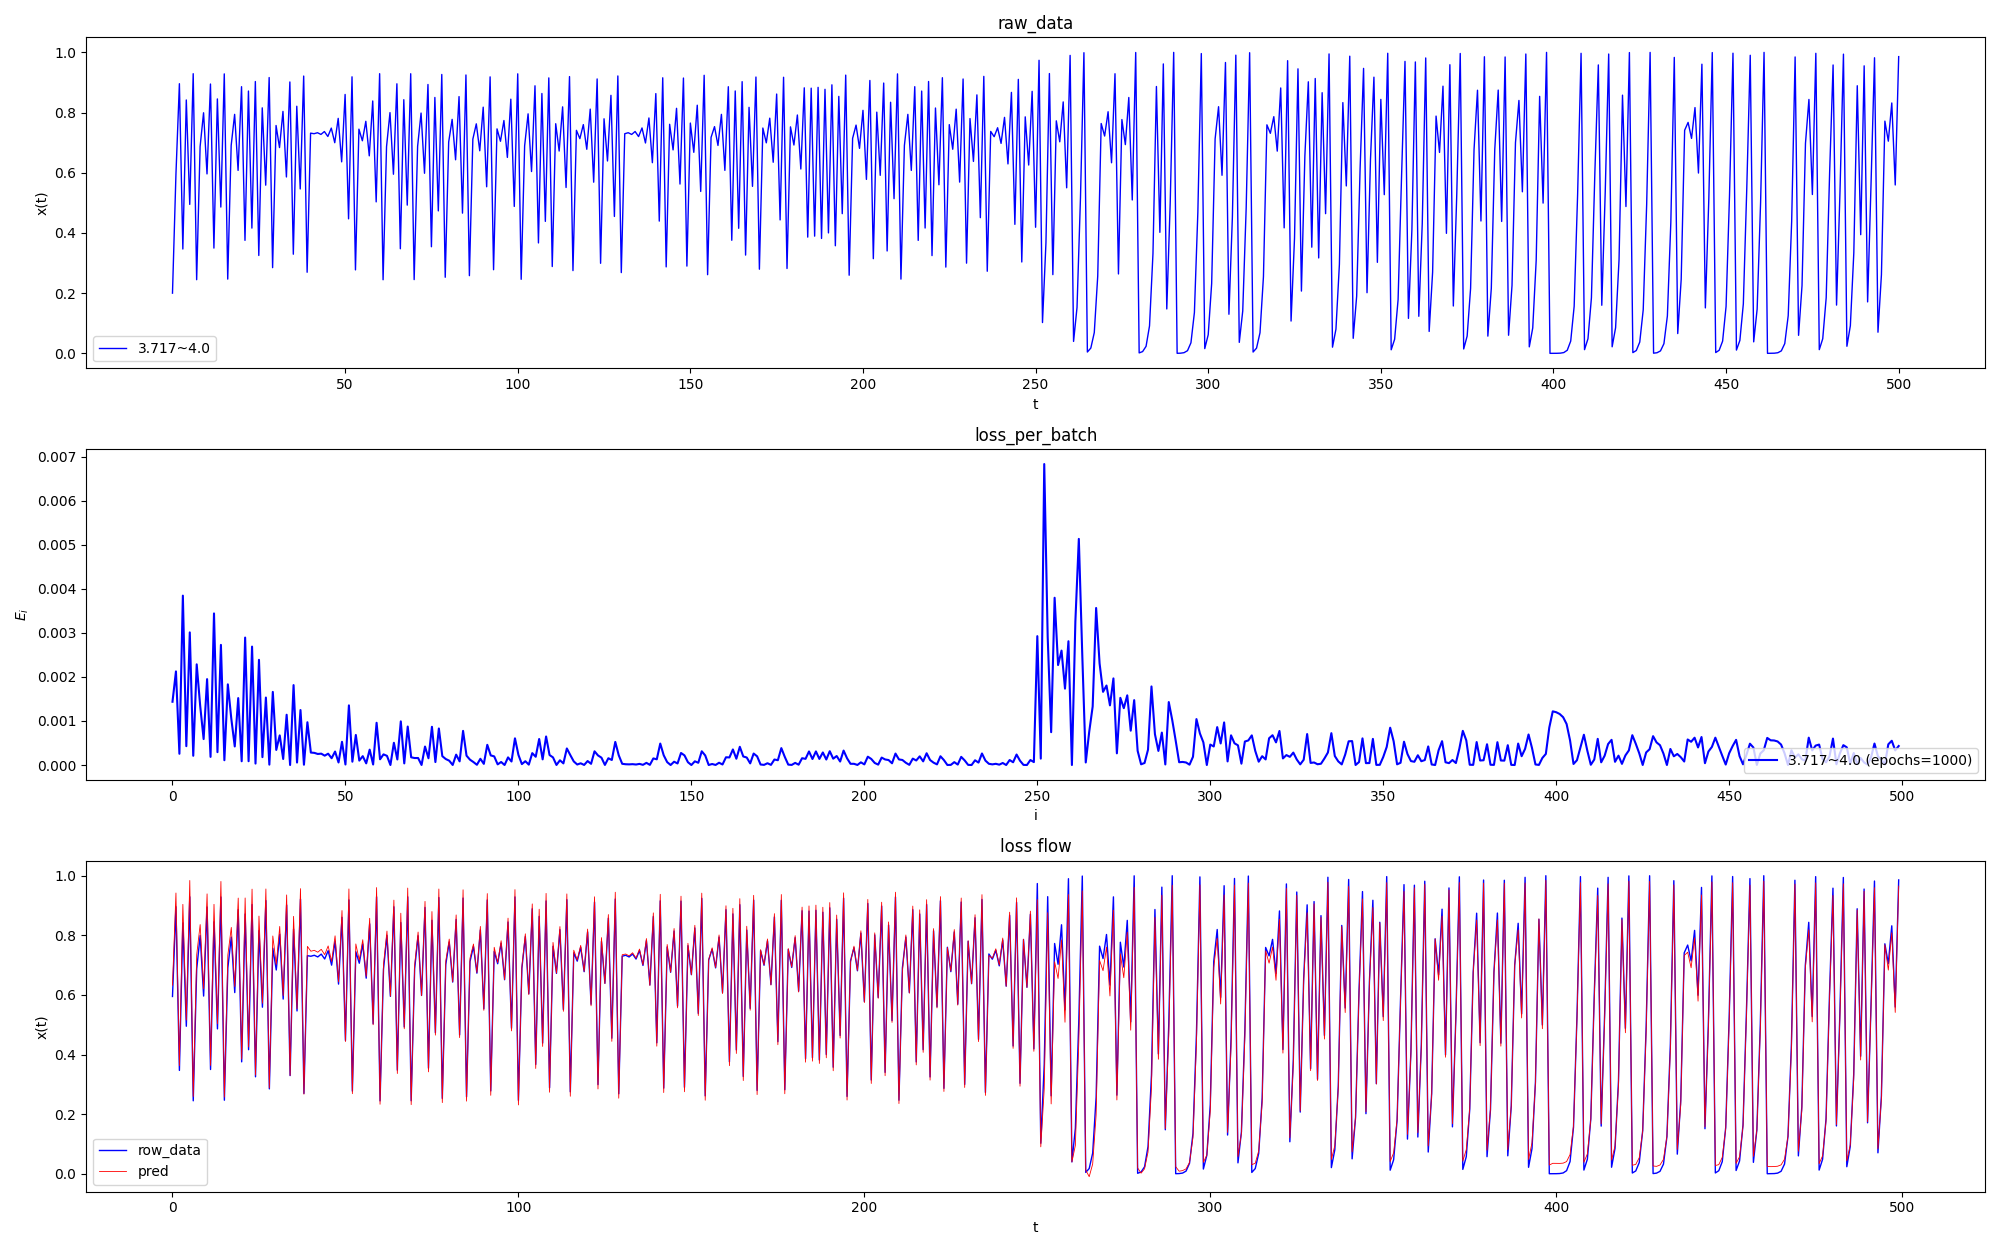 raw_data
1.0
0.8
0.6
0.4
0.2
0.0
x(t)
3.717~4.0
50 100 150 200 250 300 350 400 450 500
t
loss_per_batch
0.007
0.006
0.005
0.004
0.003
0.002
0.001
0.000
E_i
3.717~4.0 (epochs=1000)
0 50 100 150 200 250 300 350 400 450 500
i
loss flow
1.0
0.8
0.6
0.4
0.2
0.0
x(t)
row_data
pred
0 100 200 300 400 500
t